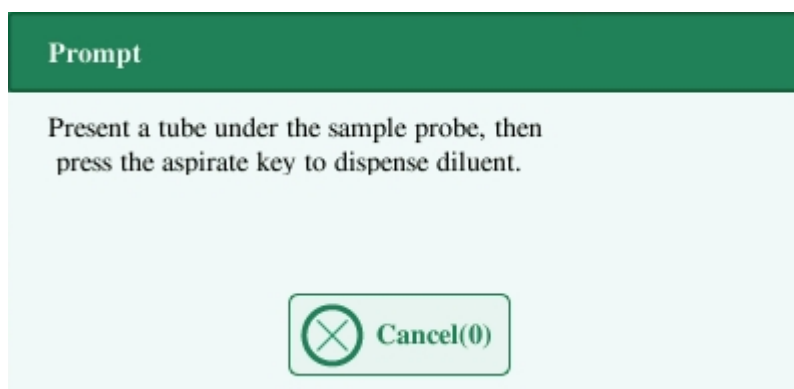 Prompt
Present a tube under the sample probe, then
press the aspirate key to dispense diluent.
Cancel(0)